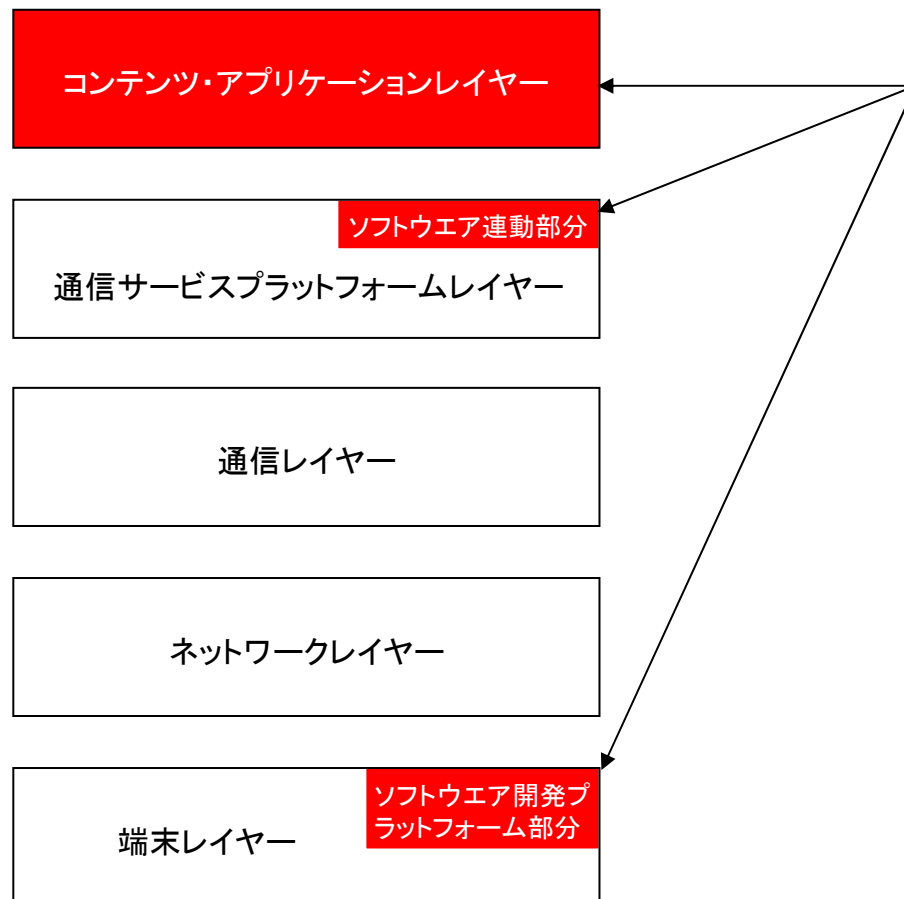 コンテンツ・アプリケーションレイヤー
ソフトウエア連動部分
通信サービスプラットフォームレイヤー
通信レイヤー
ネットワークレイヤー
ソフトウエア開発プ
ラットフォーム部分
端末レイヤー